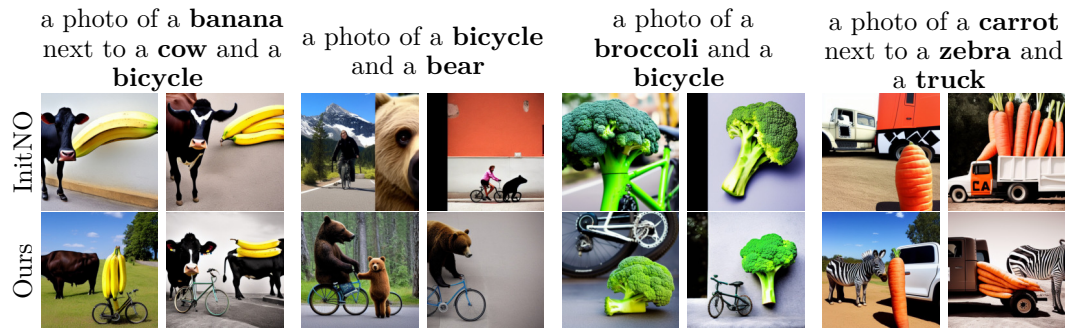 a photo of a banana
next to a cow and a
bicycle
a photo of a bicycle
and a bear
a photo of a
broccoli and a
bicycle
a photo of a carrot
next to a zebra and
a truck
InitNO
CA
Ours